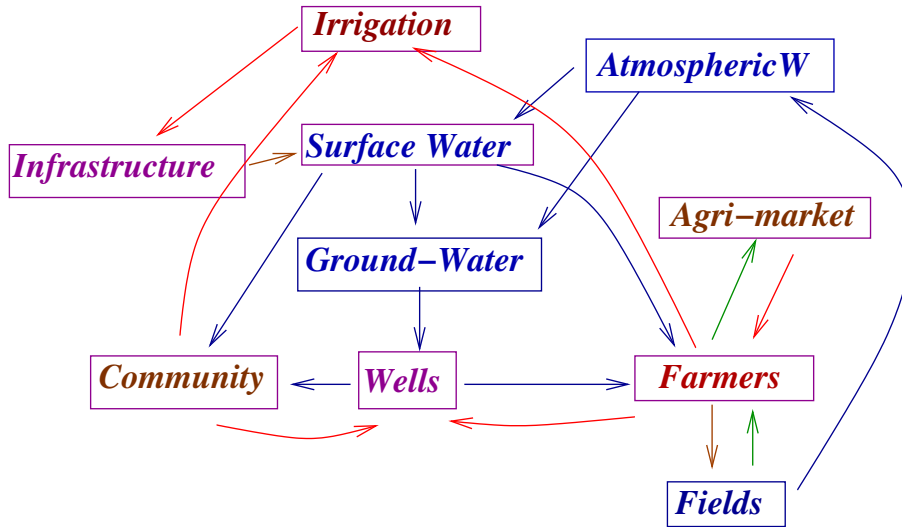 Irrigation
AtmosphericW
Surface Water
Infrastructure
Agri−market
Ground−Water
Community
Wells
Farmers
Fields